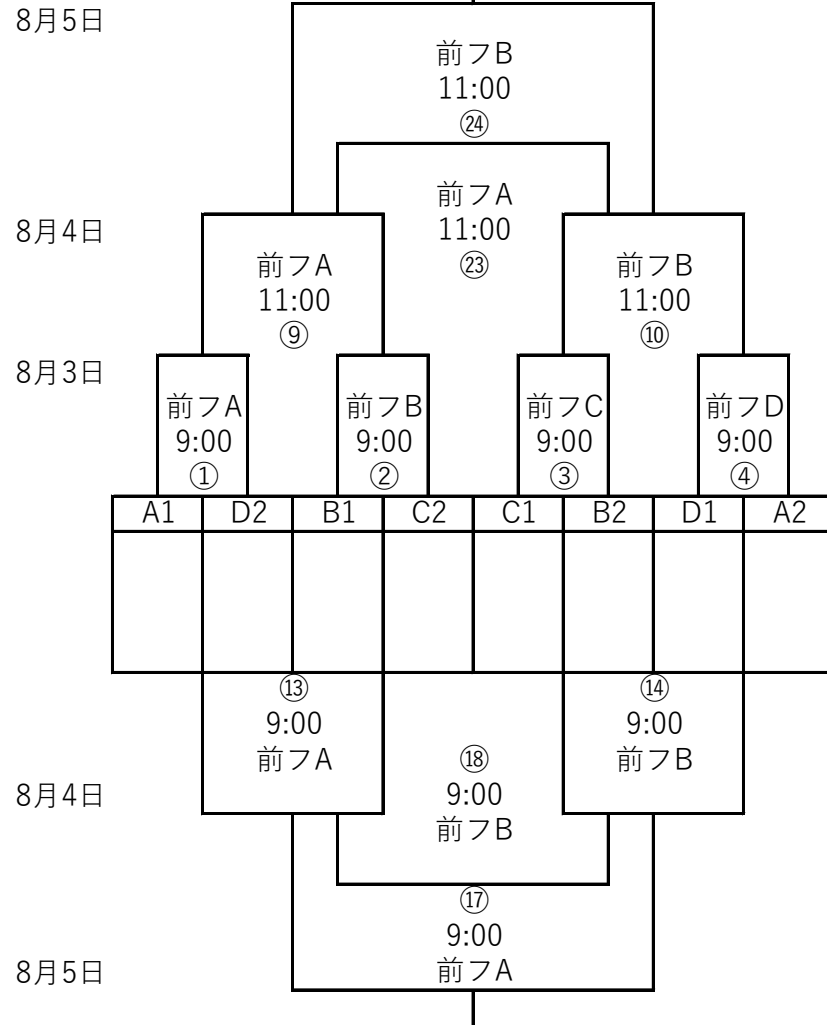 8月5日
前フB
11:00
㉔
前フA
8月4日
11:00
㉓
前フA
前フB
11:00
11:00
⑨
⑩
8月3日
前フA
前フB
前フC
前フD
9:00
9:00
9:00
9:00
①
②
③
④
A1
D2
B1
C2
C1
B2
D1
A2
⑬
⑭
9:00
9:00
前フA
前フB
⑱
8月4日
9:00
前フB
⑰
9:00
8月5日
前フA